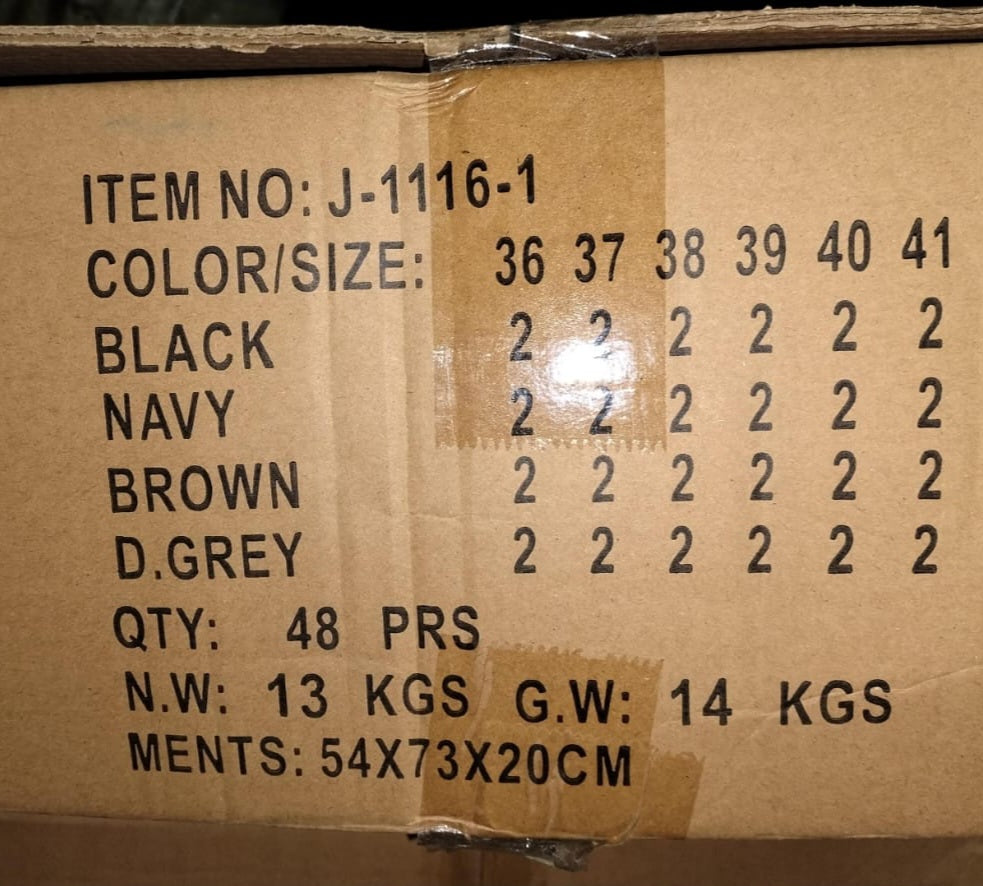 ITEM NO: J-1116-1
COLOR/SIZE: 36 37 38 39 40 41
BLACK 2 2 2 2 2 2
NAVY 2 2 2 2 2 2
BROWN 2 2 2 2 2 2
D.GREY 2 2 2 2 2 2
QTY: 48 PRS
N.W: 13 KGS G.W: 14 KGS
MENTS: 54X73X20CM